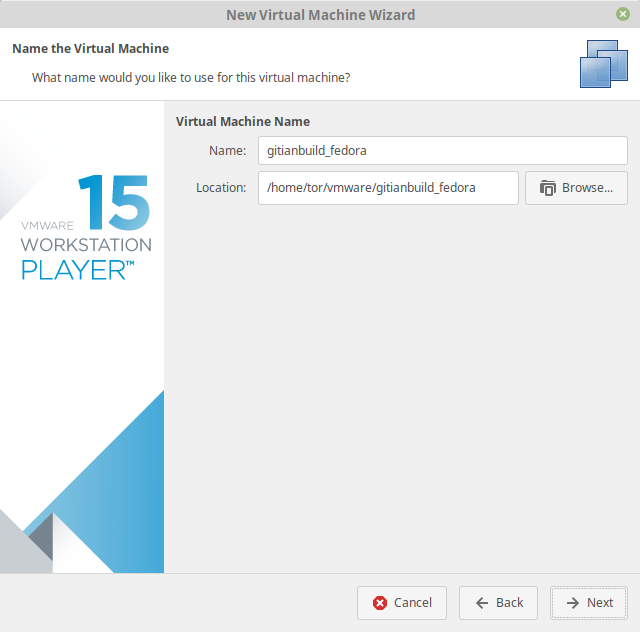 New Virtual Machine Wizard
Name the Virtual Machine
What name would you like to use for this virtual machine?
VMWARE 15
WORKSTATION
PLAYER™
Virtual Machine Name
Name: gitianbuild_fedora
Location: /home/tor/vmware/gitianbuild_fedora Browse...
Cancel Back Next